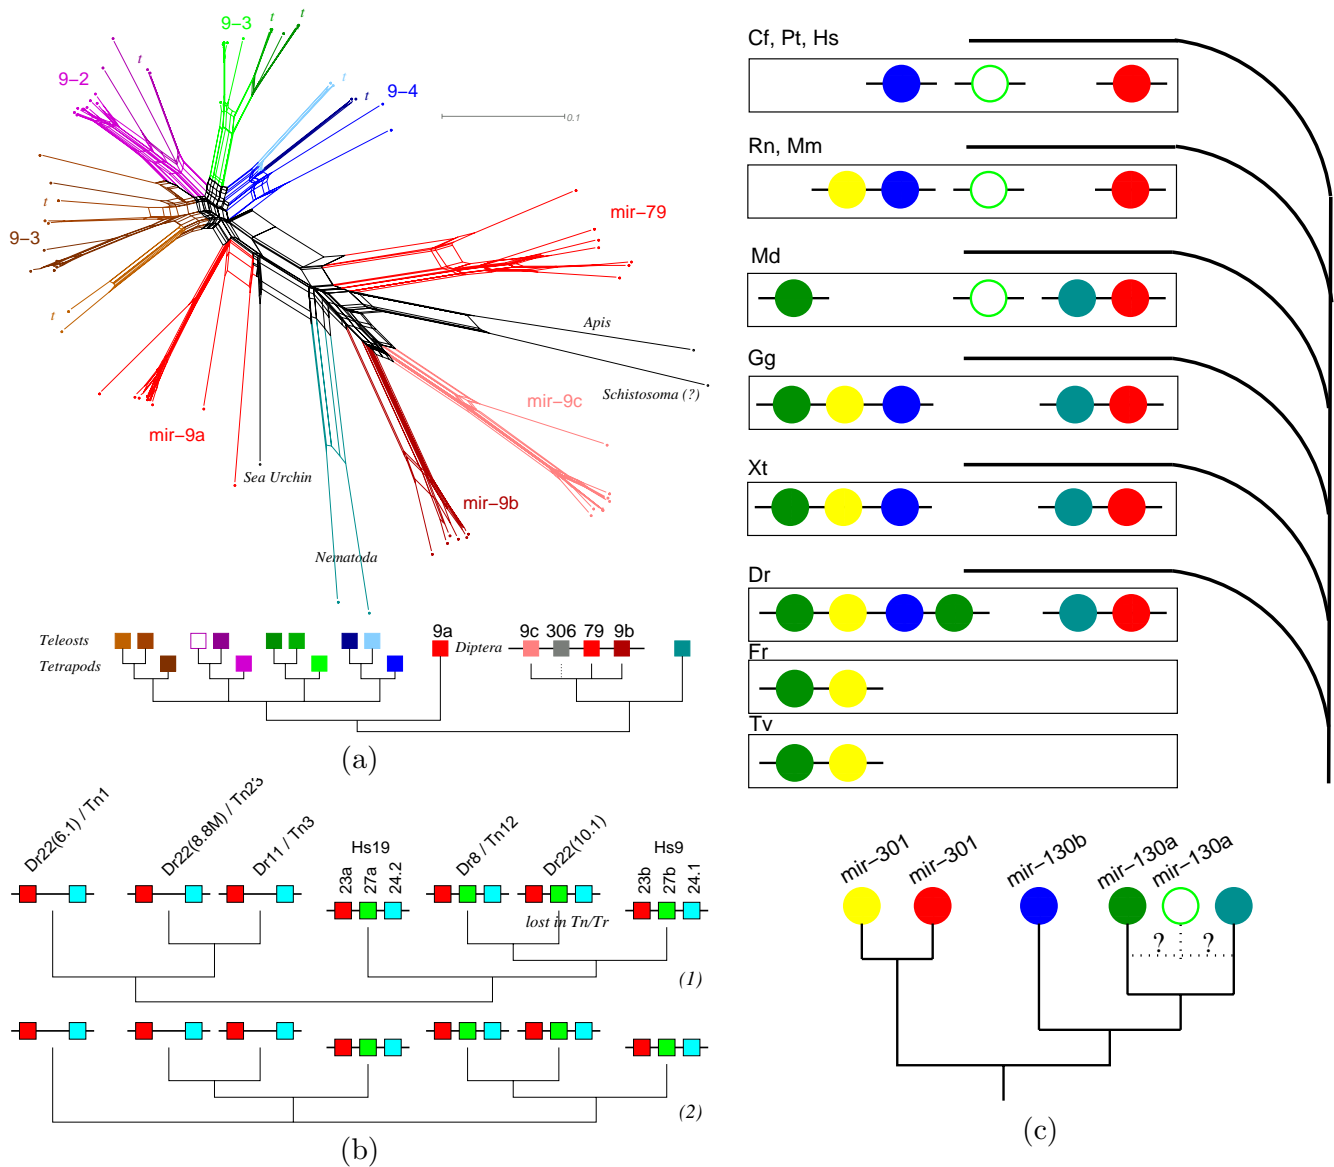 t
t
9−3
t
9−2
t
t
9−4
0.1
t
9−3
t
mir−79
Apis
Schistosoma (?)
mir−9c
mir−9a
Sea Urchin
mir−9b
Nematoda
Teleosts
Tetrapods
9a
Diptera
9c 306 79 9b
(a)
Dr22(6.1) / Tn1
Dr22(8.8M) / Tn23
Dr11 / Tn3
Hs19
23a
27a
24.2
Dr8 / Tn12
Dr22(10.1)
lost in Tn/Tr
Hs9
23b
27b
24.1
(1)
(2)
(b)
Cf, Pt, Hs
Rn, Mm
Md
Gg
Xt
Dr
Fr
Tv
mir−301
mir−301
mir−130b
mir−130a
mir−130a
? ?
(c)